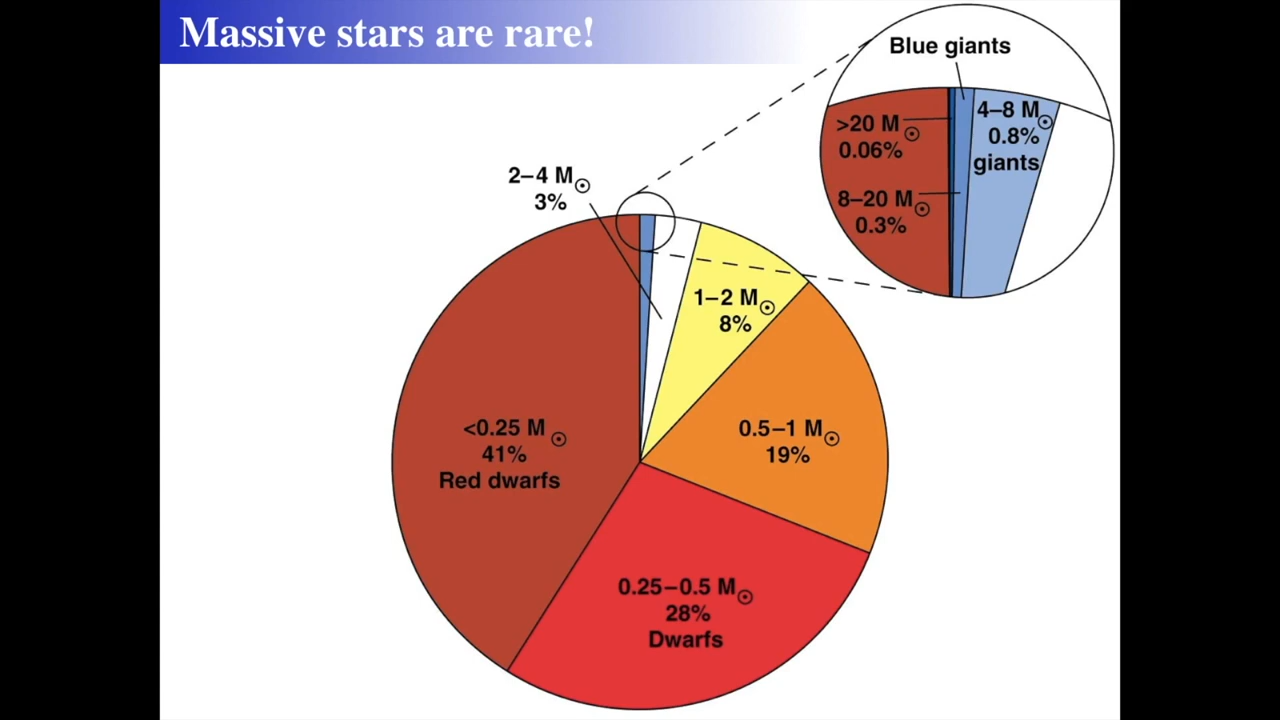 Massive stars are rare!
Blue giants
>20 M☉
0.06%
4–8 M☉
0.8%
giants
8–20 M☉
0.3%
2–4 M☉
3%
1–2 M☉
8%
0.5–1 M☉
19%
<0.25 M☉
41%
Red dwarfs
0.25–0.5 M☉
28%
Dwarfs